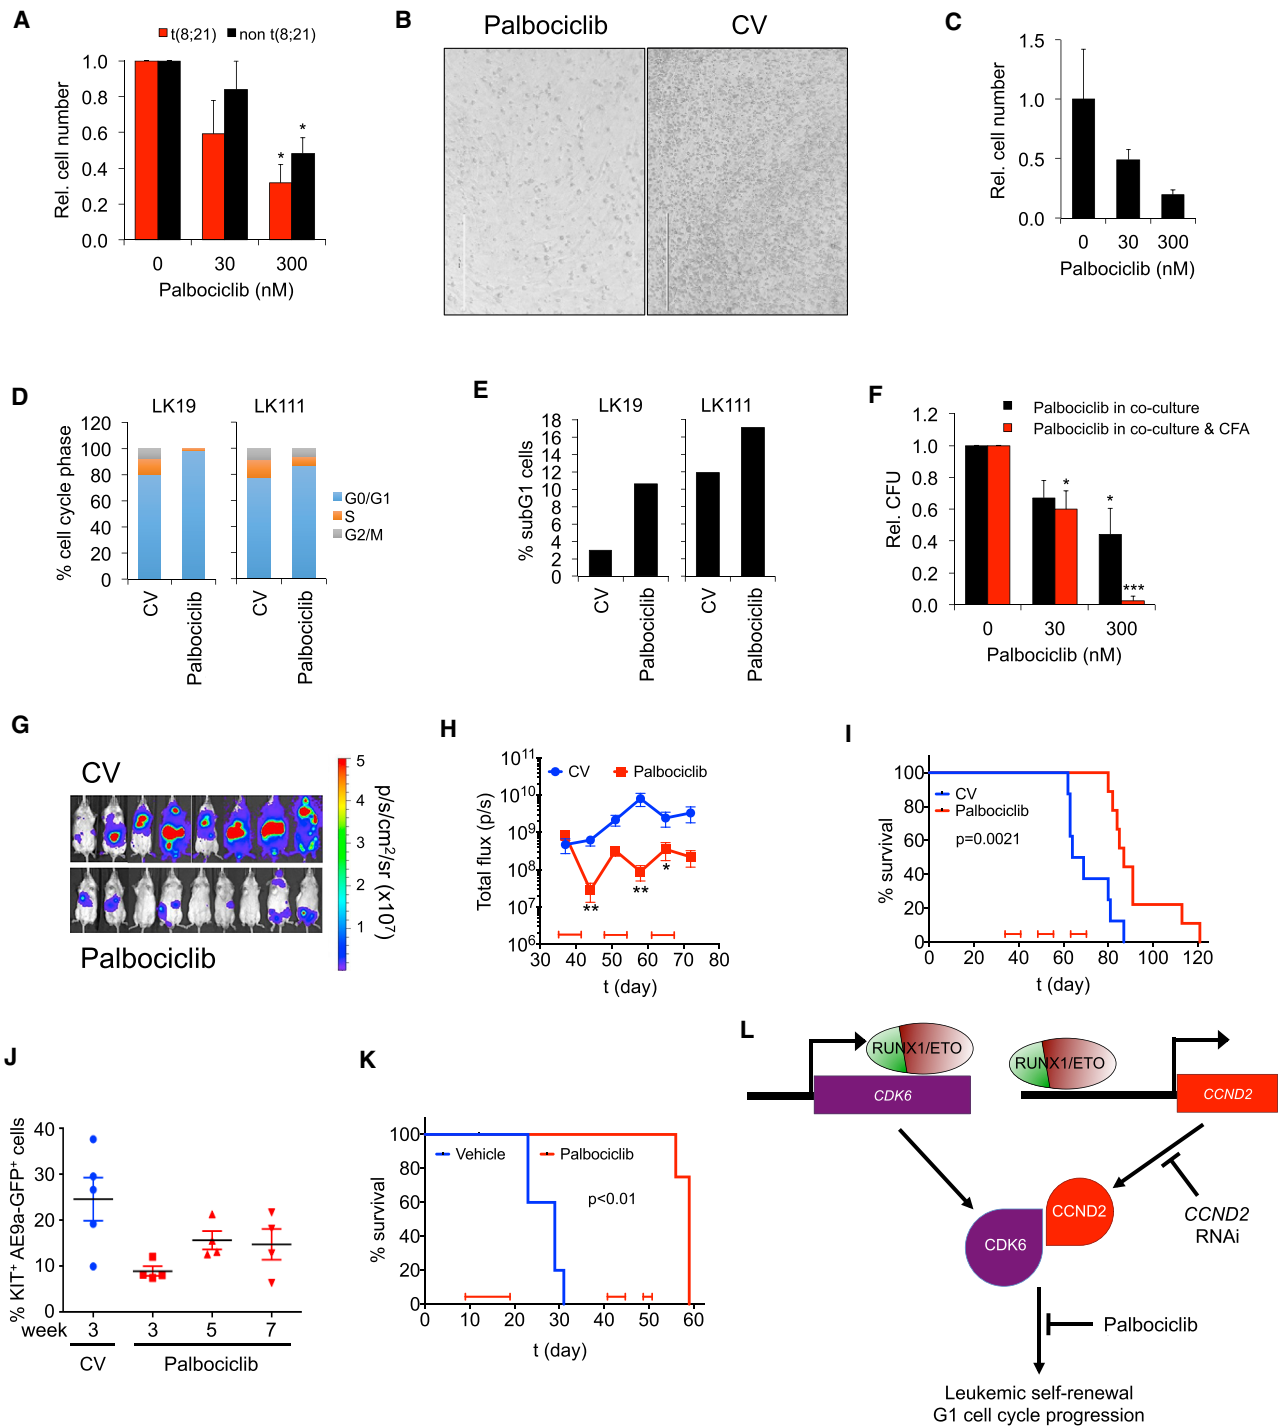 A
t(8;21) non t(8;21)
Rel. cell number
1.0
0.8
0.6
0.4
0.2
0.0
* *
0 30 300
Palbociclib (nM)
B
Palbociclib CV
C
Rel. cell number
1.5
1.0
0.5
0.0
0 30 300
Palbociclib (nM)
D
LK19 LK111
% cell cycle phase
120
100
80
60
40
20
0
G0/G1
S
G2/M
CV Palbociclib CV Palbociclib
E
LK19 LK111
% subG1 cells
18
16
14
12
10
8
6
4
2
0
CV Palbociclib CV Palbociclib
F
Palbociclib in co-culture
Palbociclib in co-culture & CFA
Rel. CFU
1.2
1.0
0.8
0.6
0.4
0.2
0.0
* * ***
0 30 300
Palbociclib (nM)
G
CV
Palbociclib
5
4
3
2
1
p/s/cm²/sr (x10⁷)
H
CV Palbociclib
Total flux (p/s)
10¹¹
10¹⁰
10⁹
10⁸
10⁷
10⁶
** ** *
30 40 50 60 70 80
t (day)
I
% survival
100
80
60
40
20
0
CV
Palbociclib
p=0.0021
0 20 40 60 80 100 120
t (day)
J
% KIT⁺ AE9a-GFP⁺ cells
40
30
20
10
0
week 3 3 5 7
CV Palbociclib
K
% survival
100
80
60
40
20
0
Vehicle Palbociclib
p<0.01
0 10 20 30 40 50 60
t (day)
L
RUNX1/ETO
CDK6
RUNX1/ETO
CCND2
CDK6
CCND2
CCND2
RNAi
Palbociclib
Leukemic self-renewal
G1 cell cycle progression